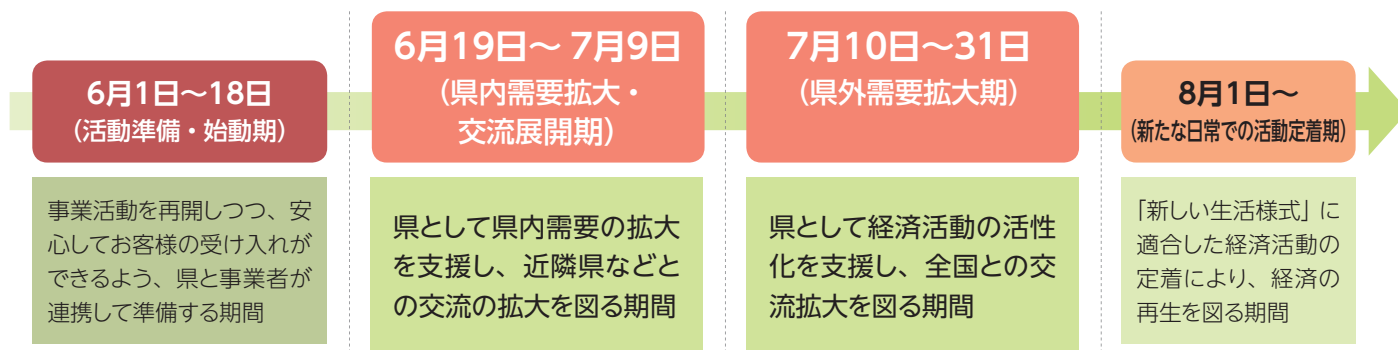 6月1日〜18日
(活動準備・始動期)
事業活動を再開しつつ、安
心してお客様の受け入れが
できるよう、県と事業者が
連携して準備する期間
6月19日〜 7月9日
(県内需要拡大・
交流展開期)
県として県内需要の拡大
を支援し、近隣県などと
の交流の拡大を図る期間
7月10日〜31日
(県外需要拡大期)
県として経済活動の活性
化を支援し、全国との交
流拡大を図る期間
8月1日〜
(新たな日常での活動定着期)
「新しい生活様式」に
適合した経済活動の
定着により、経済の
再生を図る期間